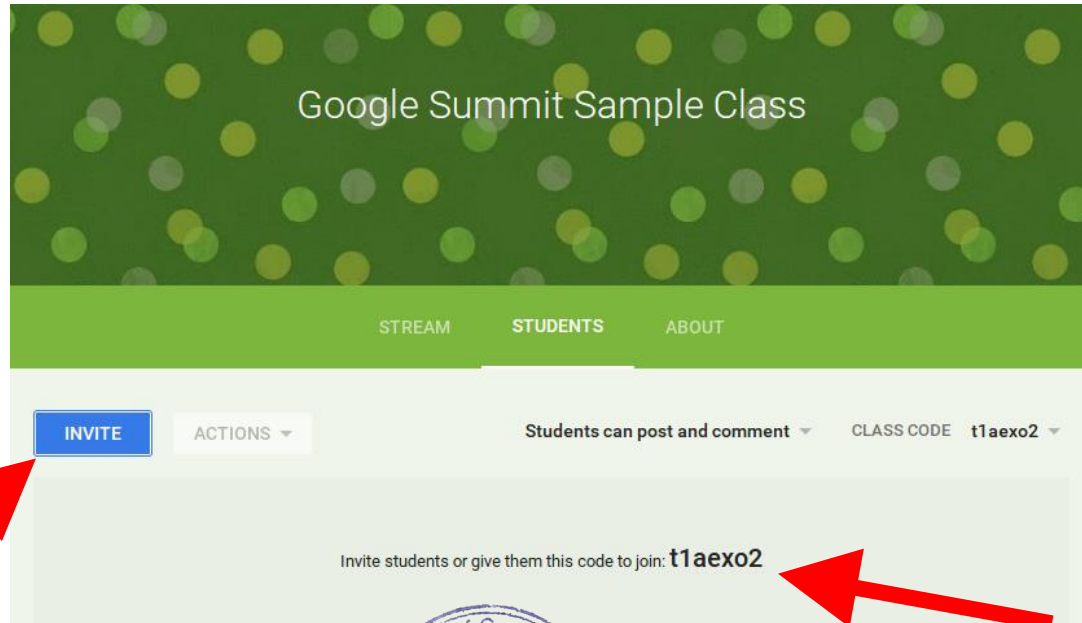 Google Summit Sample Class
STREAM STUDENTS ABOUT
INVITE ACTIONS Students can post and comment CLASS CODE t1aexo2
Invite students or give them this code to join: t1aexo2